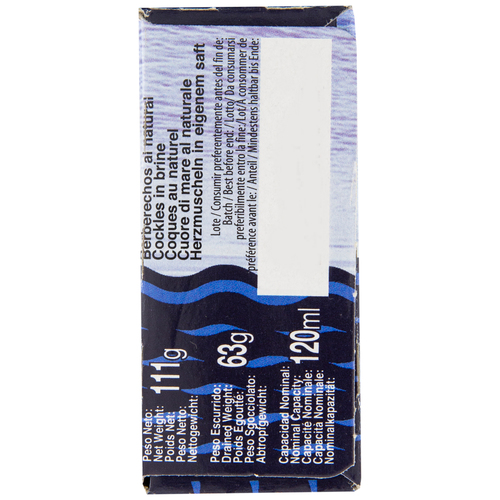 Berberechos al natural
Cockles in brine
Coques au naturel
Cuore di mare al naturale
Herzmuscheln in eigenem saft
Lote / Consumir preferentemente antes del fin de:
Batch / Best before end: / Lotto/ Da consumarsi
preferibilmente entro la fine:/Lot/A consommer de
préférence avant le: / Anteil / Mindestens haltbar bis Ende:
Peso Neto:
Net Weight:
Poids Net:
Peso Netto:
Nettogewicht:
111g
Peso Escurrido:
Drained Weight:
Poids Egoutté:
Peso Sgocciolato:
Abtropfgewicht:
63g
Capacidad Nominal:
Nominal Capacity:
Capacité Nominale:
Capacità Nominale:
Nominalkapazität:
120ml